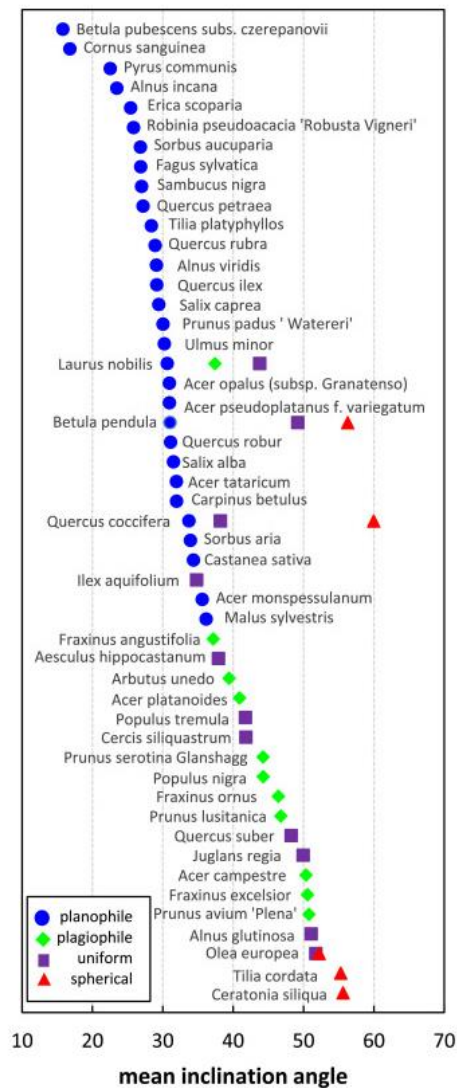 Betula pubescens subs. czerepanovii
Cornus sanguinea
Pyrus communis
Alnus incana
Erica scoparia
Robinia pseudoacacia 'Robusta Vigneri'
Sorbus aucuparia
Fagus sylvatica
Sambucus nigra
Quercus petraea
Tilia platyphyllos
Quercus rubra
Alnus viridis
Quercus ilex
Salix caprea
Prunus padus ' Watereri'
Ulmus minor
Laurus nobilis
Acer opalus (subsp. Granatenso)
Acer pseudoplatanus f. variegatum
Betula pendula
Quercus robur
Salix alba
Acer tataricum
Carpinus betulus
Quercus coccifera
Sorbus aria
Castanea sativa
Ilex aquifolium
Acer monspessulanum
Malus sylvestris
Fraxinus angustifolia
Aesculus hippocastanum
Arbutus unedo
Acer platanoides
Populus tremula
Cercis siliquastrum
Prunus serotina Glanshagg
Populus nigra
Fraxinus ornus
Prunus lusitanica
Quercus suber
Juglans regia
Acer campestre
Fraxinus excelsior
Prunus avium 'Plena'
Alnus glutinosa
Olea europea
Tilia cordata
Ceratonia siliqua
planophile
plagiophile
uniform
spherical
10 20 30 40 50 60 70
mean inclination angle